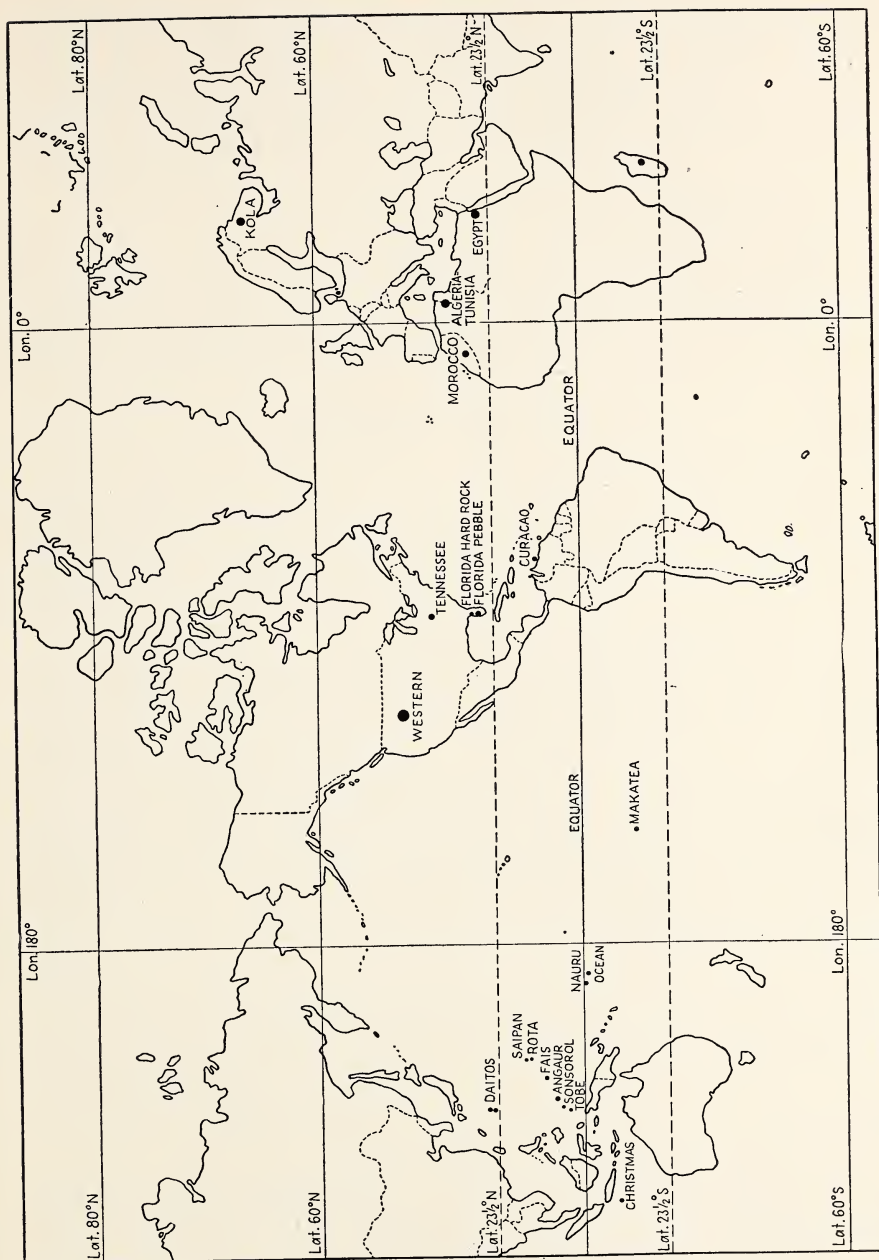 Lon. 180°
Lon. 0°
Lat. 80°N
Lat. 80°N
KOLA
Lat. 60°N
Lat. 60°N
WESTERN
TENNESSEE
FLORIDA HARD ROCK
FLORIDA PEBBLE
MOROCCO
ALGERIA
TUNISIA
EGYPT
Lat. 23½°N
Lat. 23½° N
DAITOS
SAIPAN
ROTA
FAIS
ANGAUR
SONSOROL
TOBE
CURACAO
EQUATOR
EQUATOR
NAURU
OCEAN
CHRISTMAS
MAKATEA
Lat. 23½° S
Lat. 23½°S
Lat. 60°S
Lat. 60°S
Lon. 180°
Lon. 0°